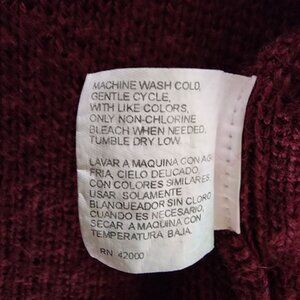 MACHINE WASH COLD,
GENTLE CYCLE,
WITH LIKE COLORS,
ONLY NON-CHLORINE
BLEACH WHEN NEEDED,
TUMBLE DRY LOW.
LAVAR A MAQUINA CON AG
FRIA, CIELO DELICADO,
CON COLORES SIMILARES.
USAR SOLAMENTE
BLANQUEADOR SIN CLORO
CUANDO ES NECESARIO.
SECAR A MAQUINA CON
TEMPERATURA BAJA.
RN 42000